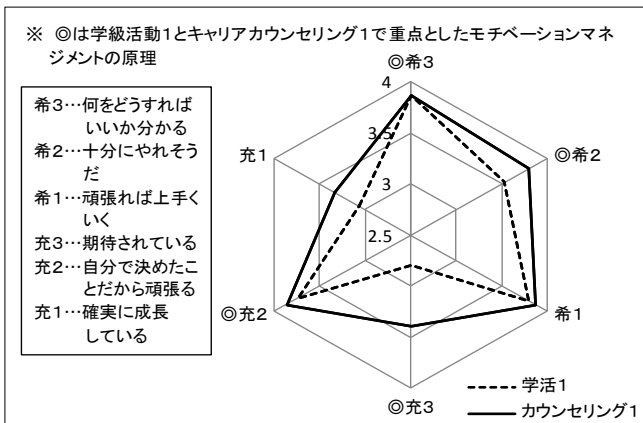 ※ ◎は学級活動1とキャリアカウンセリング1で重点としたモチベーションマネ
ジメントの原理
希3…何をどうすれば
いいか分かる
希2…十分にやれそう
だ
希1…頑張れば上手く
いく
充3…期待されている
充2…自分で決めたこ
とだから頑張る
充1…確実に成長
している
◎希3
4
3.5
3
2.5
充1
◎希2
◎充2
希1
◎充3
学活1
カウンセリング1